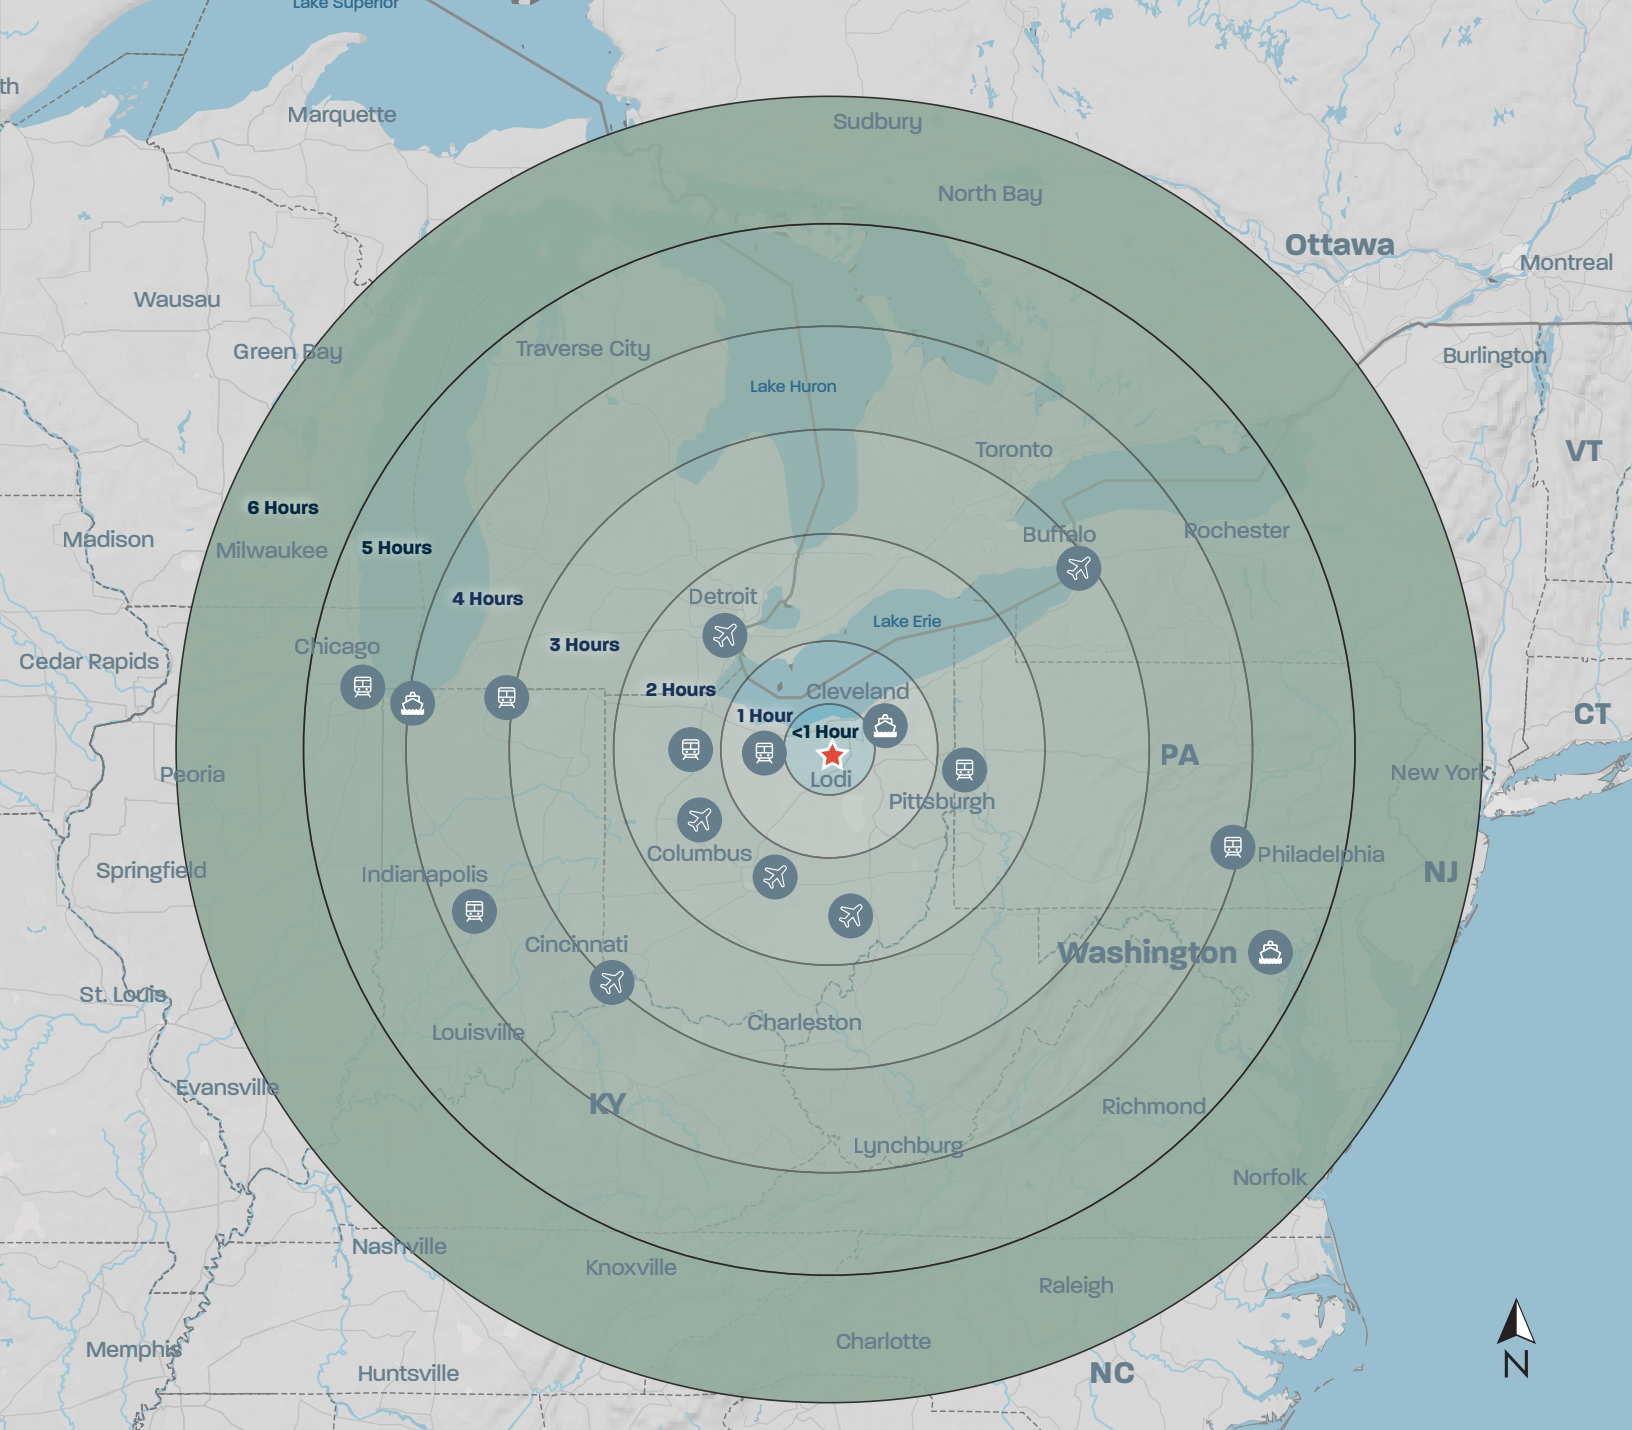 Lake Superior
th
Marquette
Sudbury
North Bay
Ottawa
Montreal
Wausau
Green Bay
Traverse City
Burlington
Lake Huron
Toronto
VT
6 Hours
Madison
Milwaukee
5 Hours
Buffalo
Rochester
4 Hours
Detroit
Lake Erie
3 Hours
Chicago
Cedar Rapids
2 Hours
Cleveland
1 Hour
<1 Hour
CT
PA
Peoria
Lodi
New York
Pittsburgh
Columbus
Philadelphia
Springfield
Indianapolis
NJ
Cincinnati
Washington
St. Louis
Louisville
Charleston
Evansville
KY
Richmond
Lynchburg
Norfolk
Nashville
Knoxville
Raleigh
Charlotte
Memphis
Huntsville
NC
N